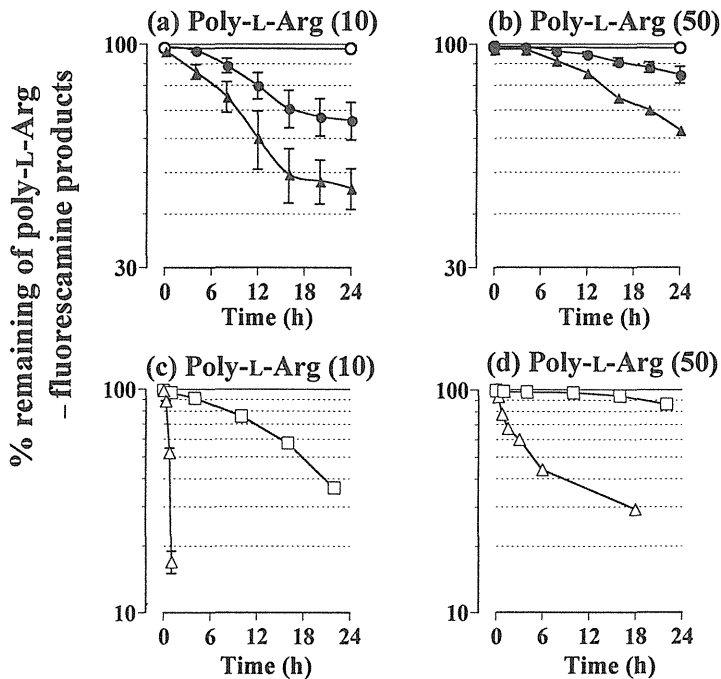 % remaining of poly-L-Arg
– fluorescamine products
(a) Poly-L-Arg (10)
100
30
0 6 12 18 24
Time (h)
(b) Poly-L-Arg (50)
100
30
0 6 12 18 24
Time (h)
(c) Poly-L-Arg (10)
100
10
0 6 12 18 24
Time (h)
(d) Poly-L-Arg (50)
100
10
0 6 12 18 24
Time (h)